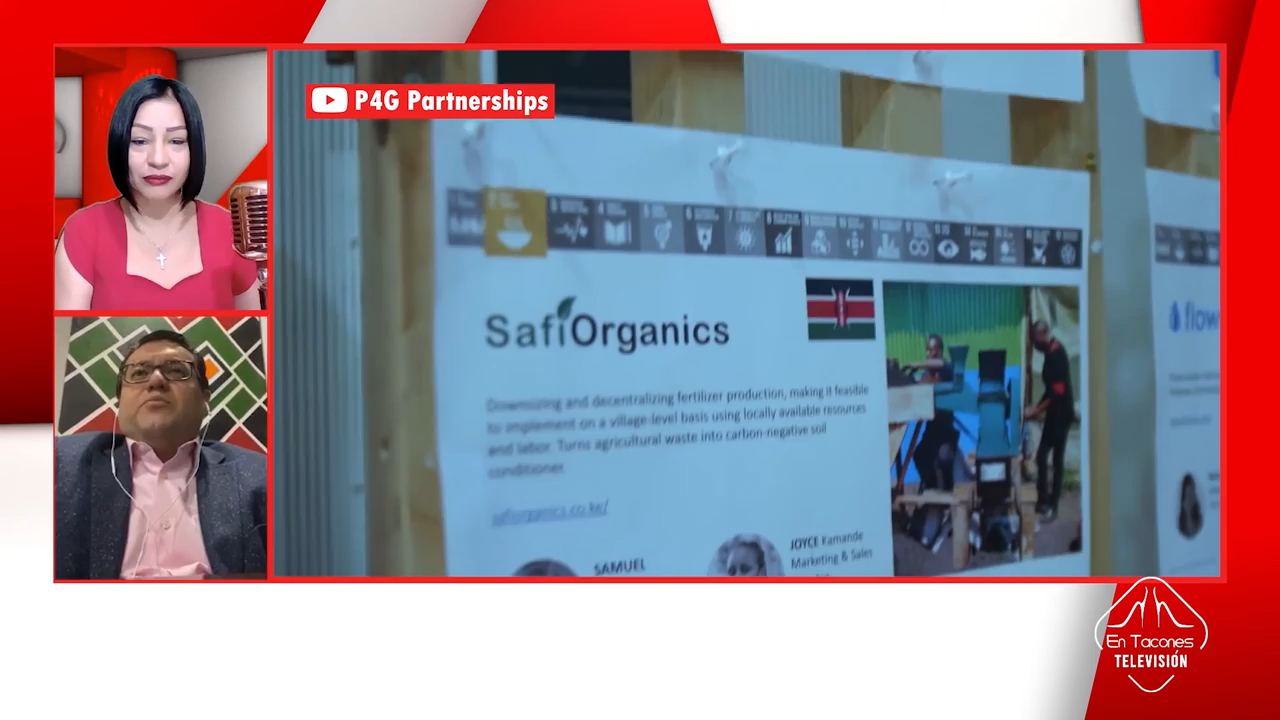 P4G Partnerships
SafiOrganics
Downsizing and decentralizing fertilizer production, making it feasible
to implement on a village-level basis using locally available resources
and labor. Turns agricultural waste into carbon-negative soil
conditioner.
safiorganics.co.ke/
SAMUEL
JOYCE Kamande
Marketing & Sales
flow
En Tacones
TELEVISIÓN